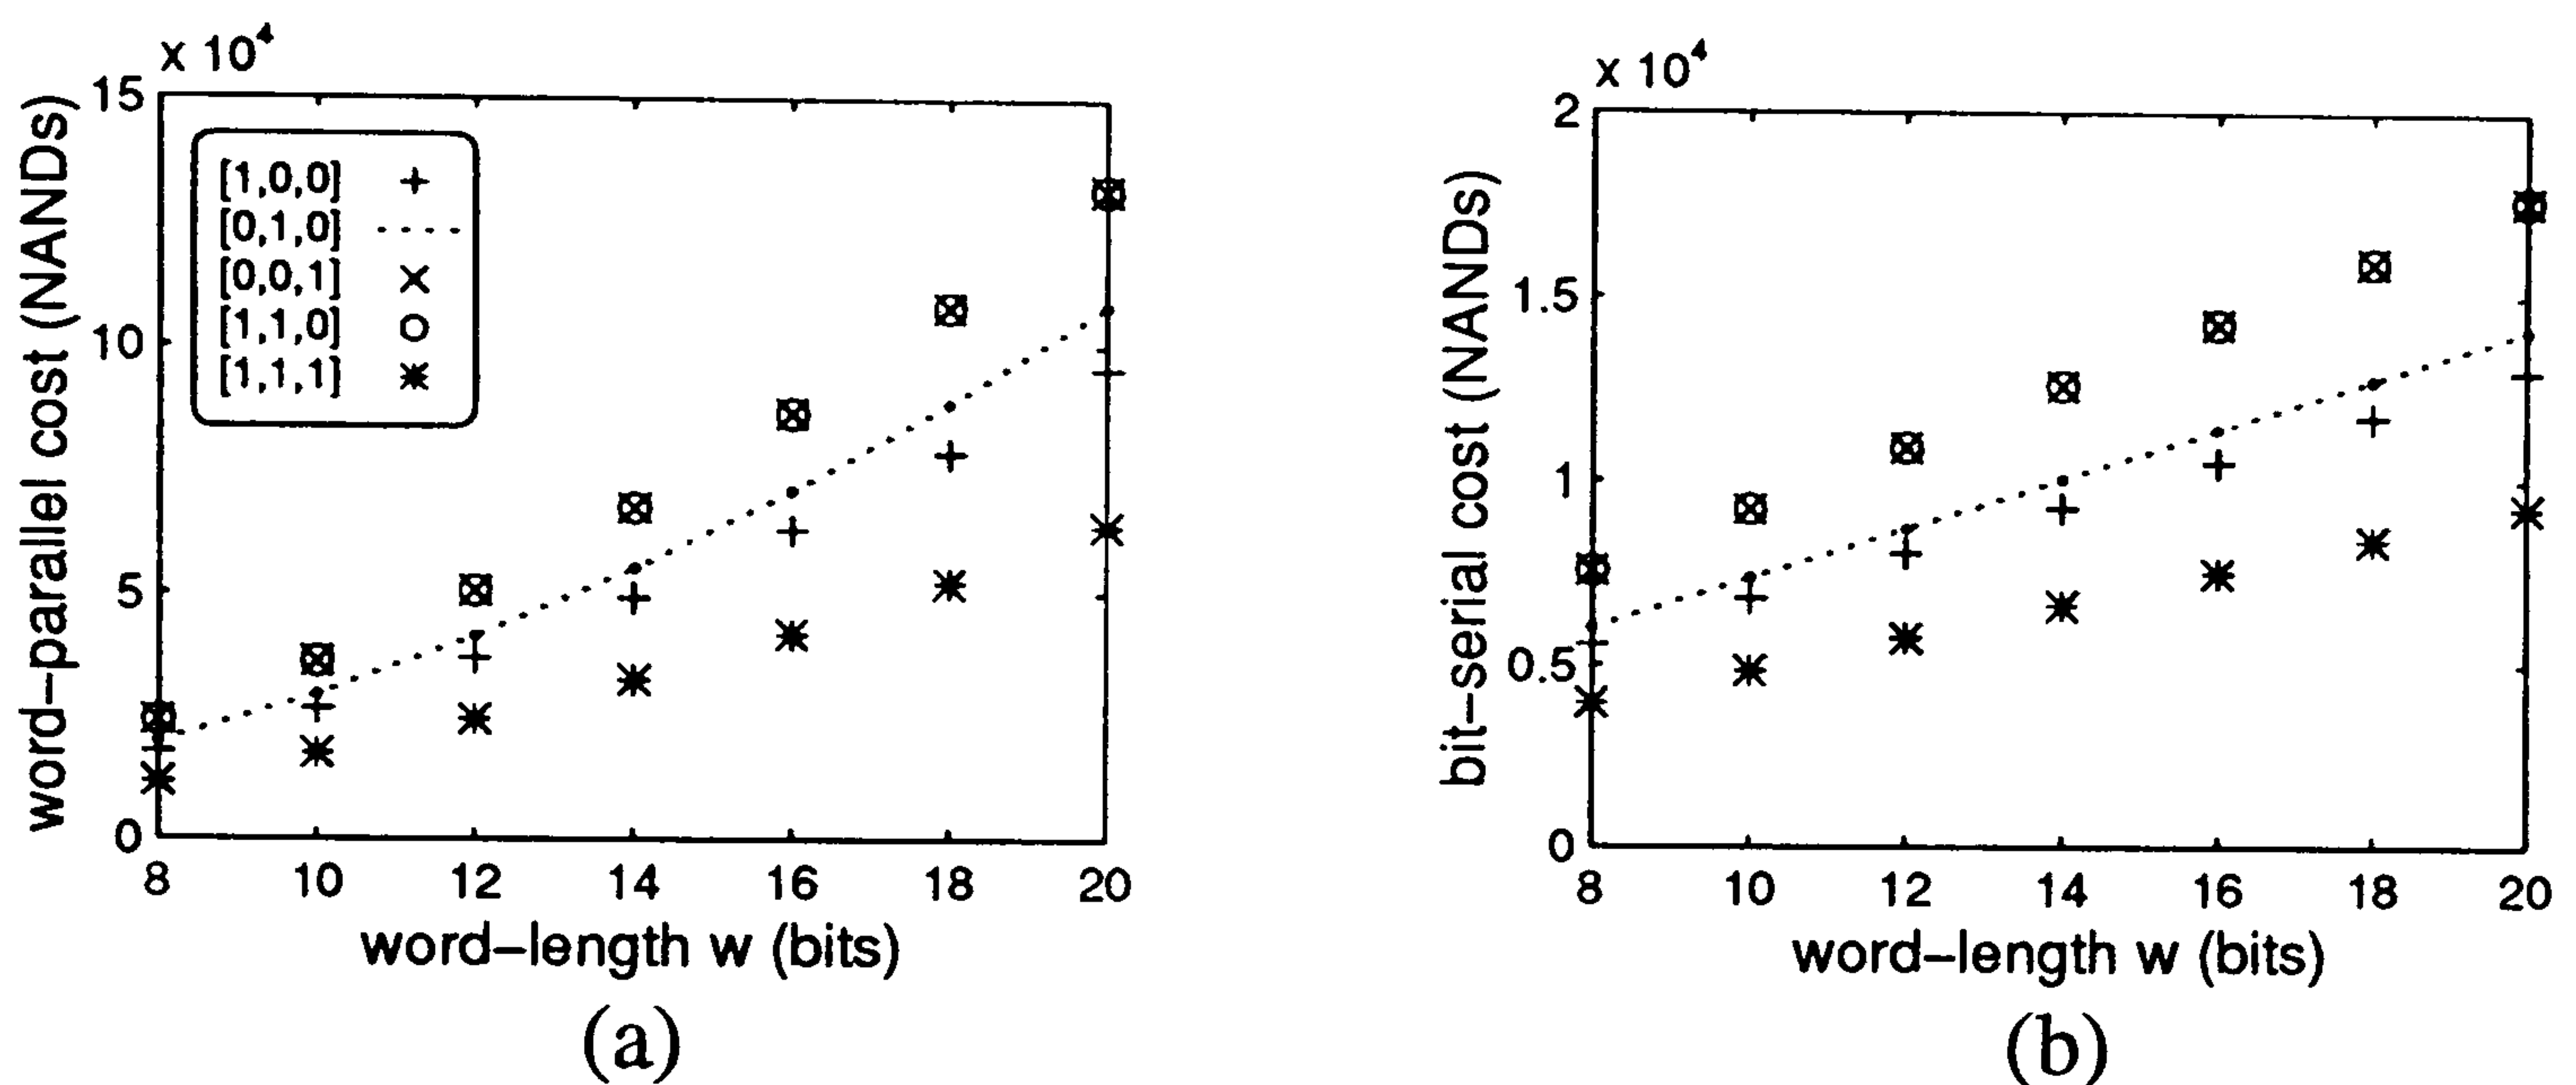 x 10⁴
15
10
5
0
word–parallel cost (NANDs)
[1,0,0]
[0,1,0]
[0,0,1]
[1,1,0]
[1,1,1]
8 10 12 14 16 18 20
word–length w (bits)
(a)
x 10⁴
2
1.5
1
0.5
0
bit–serial cost (NANDs)
8 10 12 14 16 18 20
word–length w (bits)
(b)